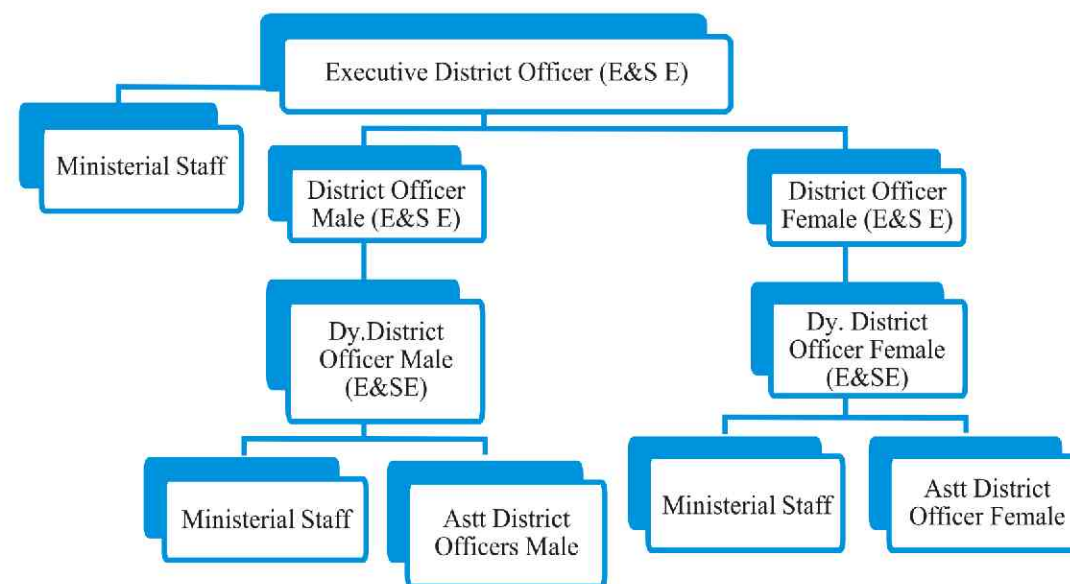 Executive District Officer (E&S E)
Ministerial Staff
District Officer
Male (E&S E)
District Officer
Female (E&S E)
Dy.District
Officer Male
(E&SE)
Dy. District
Officer Female
(E&SE)
Ministerial Staff
Astt District
Officers Male
Ministerial Staff
Astt District
Officer Female